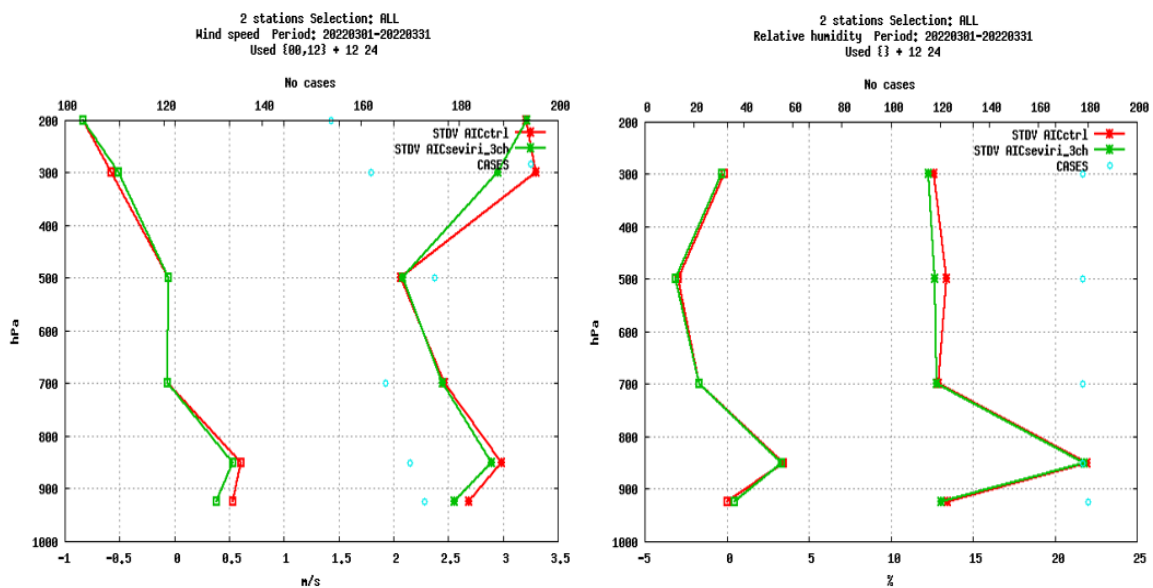 2 stations Selection: ALL
Wind speed Period: 20220301-20220331
Used {00,12} + 12 24
No cases
100 120 140 160 180 200
200
300
400
500
600
700
800
900
1000
hPa
STDV AICctrl
STDV AICseviri_3ch
CASES
-1 -0.5 0 0.5 1 1.5 2 2.5 3 3.5
m/s
2 stations Selection: ALL
Relative humidity Period: 20220301-20220331
Used {} + 12 24
No cases
0 20 40 60 80 100 120 140 160 180 200
200
300
400
500
600
700
800
900
1000
hPa
STDV AICctrl
STDV AICseviri_3ch
CASES
-5 0 5 10 15 20 25
%